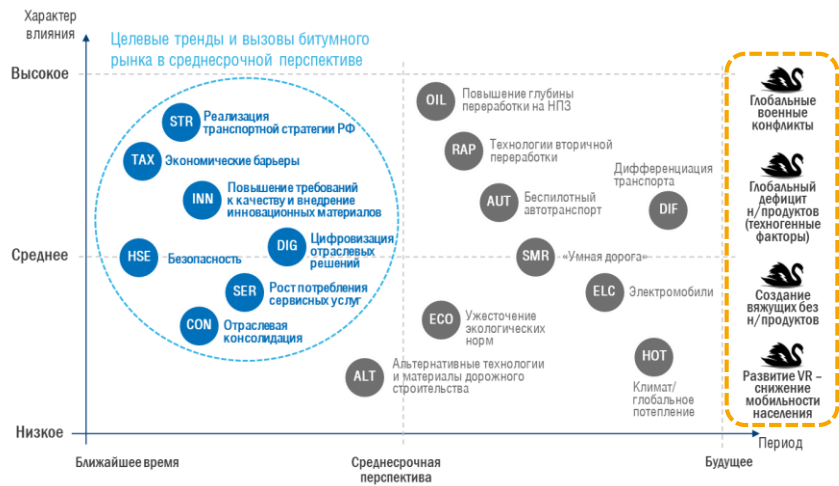 Характер
влияния
Целевые тренды и вызовы битумного
рынка в среднесрочной перспективе
Высокое
STR
Реализация
транспортной стратегии РФ
TAX
Экономические барьеры
INN
Повышение требований
к качеству и внедрение
инновационных материалов
Среднее
HSE
Безопасность
DIG
Цифровизация
отраслевых
решений
SER
Рост потребления
сервисных услуг
CON
Отраслевая
консолидация
OIL
Повышение глубины
переработки на НПЗ
RAP
Технологии вторичной
переработки
AUT
Беспилотный
автотранспорт
Дифференциация
транспорта
DIF
SMR
«Умная дорога»
ELC
Электромобили
ECO
Ужесточение
экологических
норм
ALT
Альтернативные технологии
и материалы дорожного
строительства
HOT
Климат/
глобальное
потепление
Глобальные
военные
конфликты
Глобальный
дефицит
н/продуктов
(техногенные
факторы)
Создание
вяжущих без
н/продуктов
Развитие VR –
снижение
мобильности
населения
Низкое
Период
Ближайшее время
Среднесрочная
перспектива
Будущее